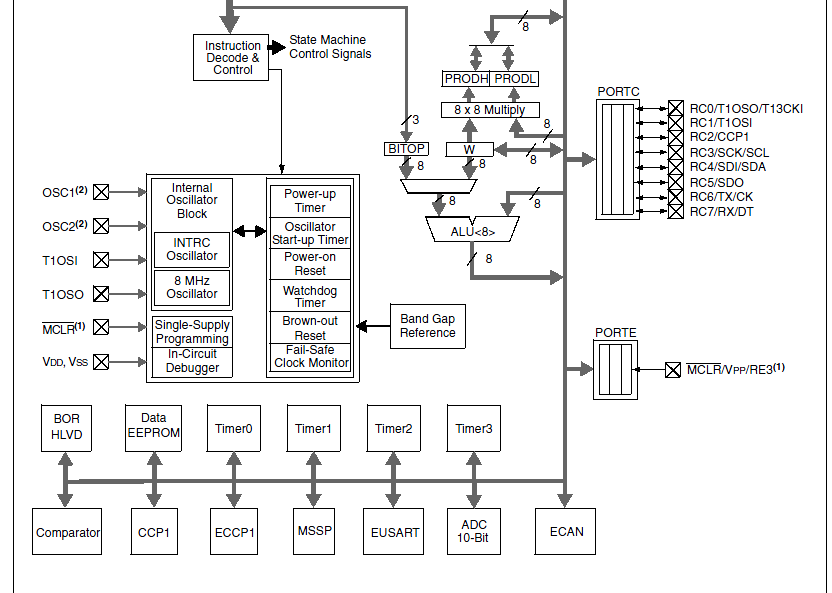 8
Instruction
Decode &
Control
State Machine
Control Signals
PRODH PRODL
8 x 8 Multiply
3
8
BITOP
W
8
8
8
8
8
ALU<8>
8
PORTC
RC0/T1OSO/T13CKI
RC1/T1OSI
RC2/CCP1
RC3/SCK/SCL
RC4/SDI/SDA
RC5/SDO
RC6/TX/CK
RC7/RX/DT
OSC1(2)
OSC2(2)
T1OSI
T1OSO
MCLR(1)
VDD, VSS
Internal
Oscillator
Block
INTRC
Oscillator
8 MHz
Oscillator
Single-Supply
Programming
In-Circuit
Debugger
Power-up
Timer
Oscillator
Start-up Timer
Power-on
Reset
Watchdog
Timer
Brown-out
Reset
Fail-Safe
Clock Monitor
Band Gap
Reference
PORTE
MCLR/VPP/RE3(1)
BOR
HLVD
Data
EEPROM
Timer0
Timer1
Timer2
Timer3
Comparator
CCP1
ECCP1
MSSP
EUSART
ADC
10-Bit
ECAN